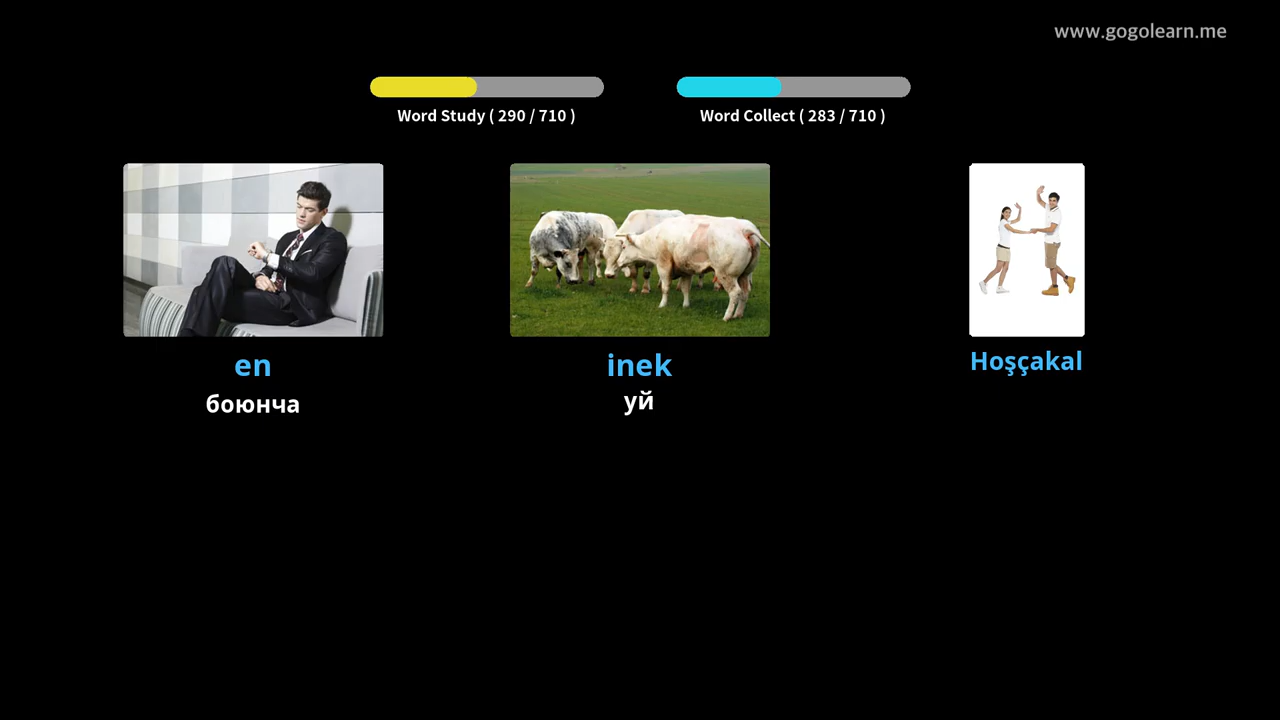 www.gogolearn.me
Word Study ( 290 / 710 )
Word Collect ( 283 / 710 )
en
боюнча
inek
уй
Hoşçakal